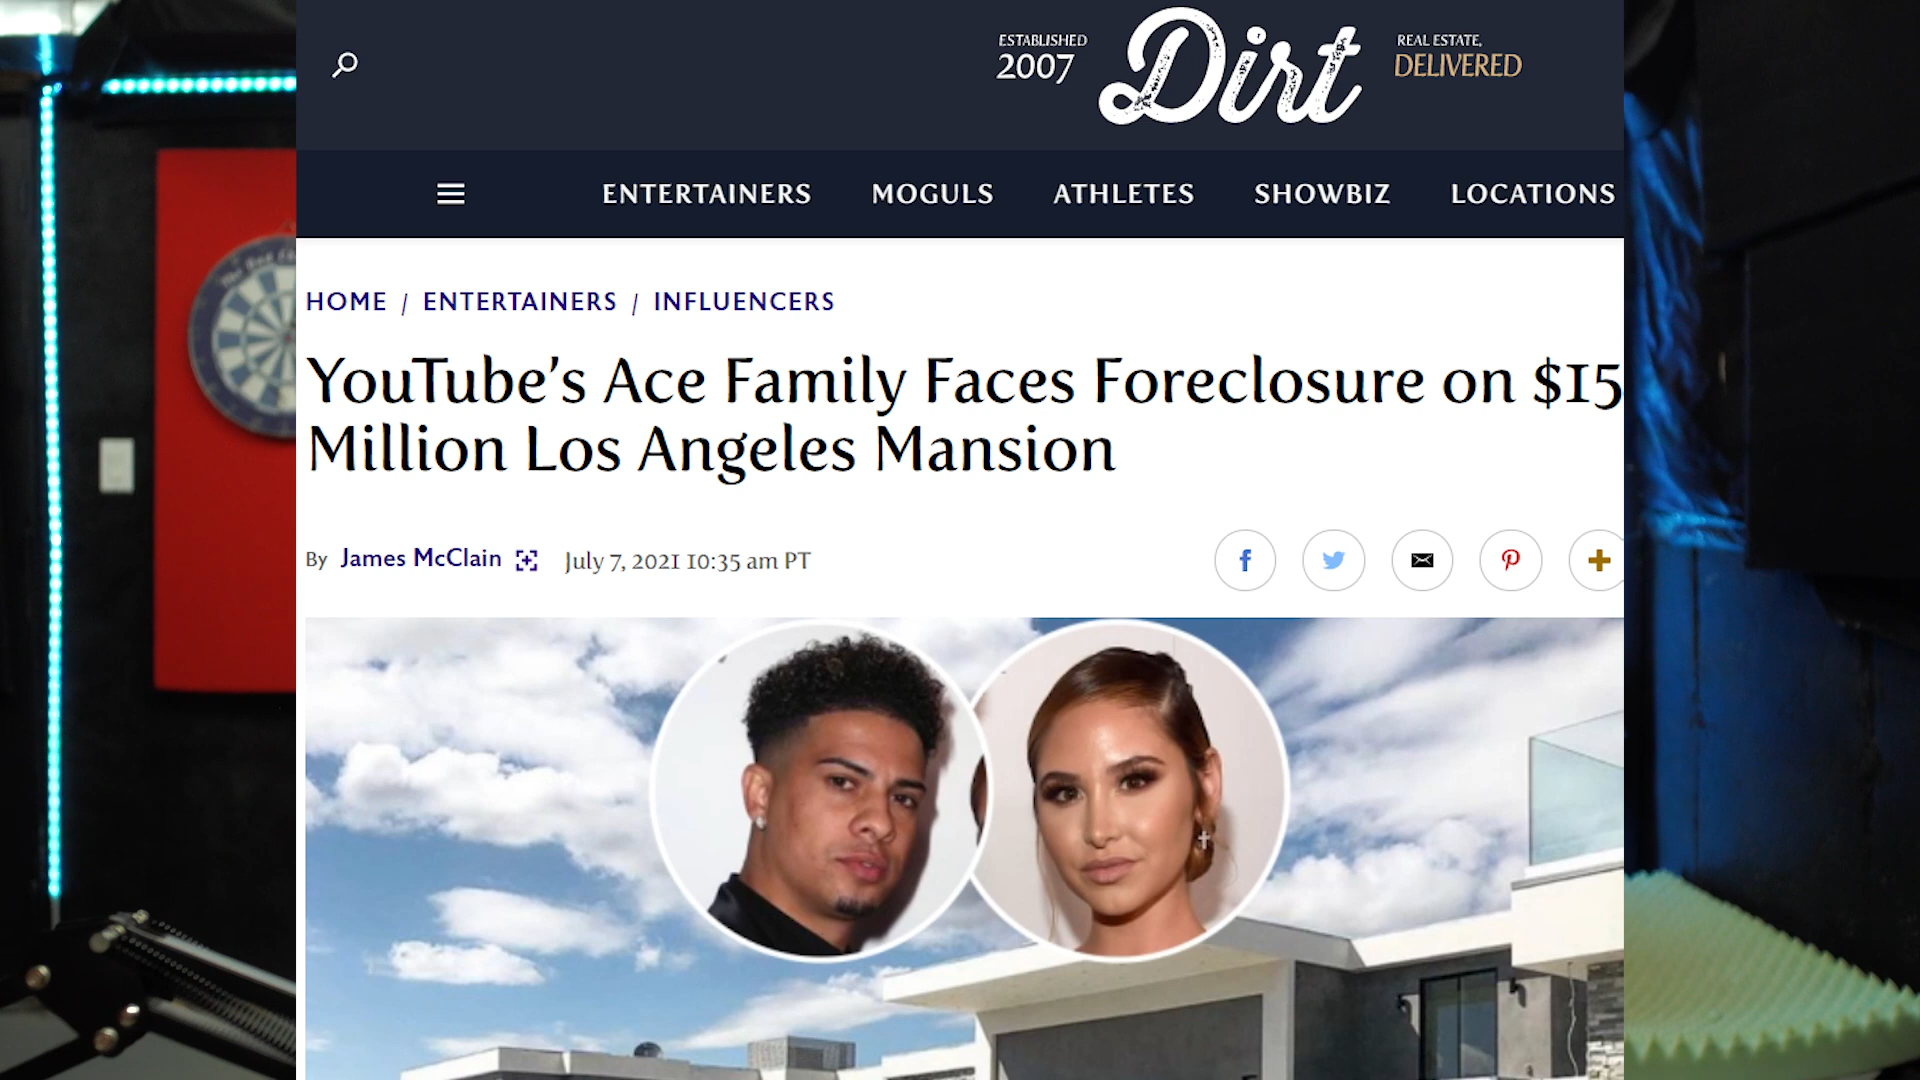 ESTABLISHED
2007
Dirt
REAL ESTATE,
DELIVERED
ENTERTAINERS MOGULS ATHLETES SHOWBIZ LOCATIONS
HOME / ENTERTAINERS / INFLUENCERS
YouTube’s Ace Family Faces Foreclosure on $15
Million Los Angeles Mansion
By James McClain July 7, 2021 10:35 am PT